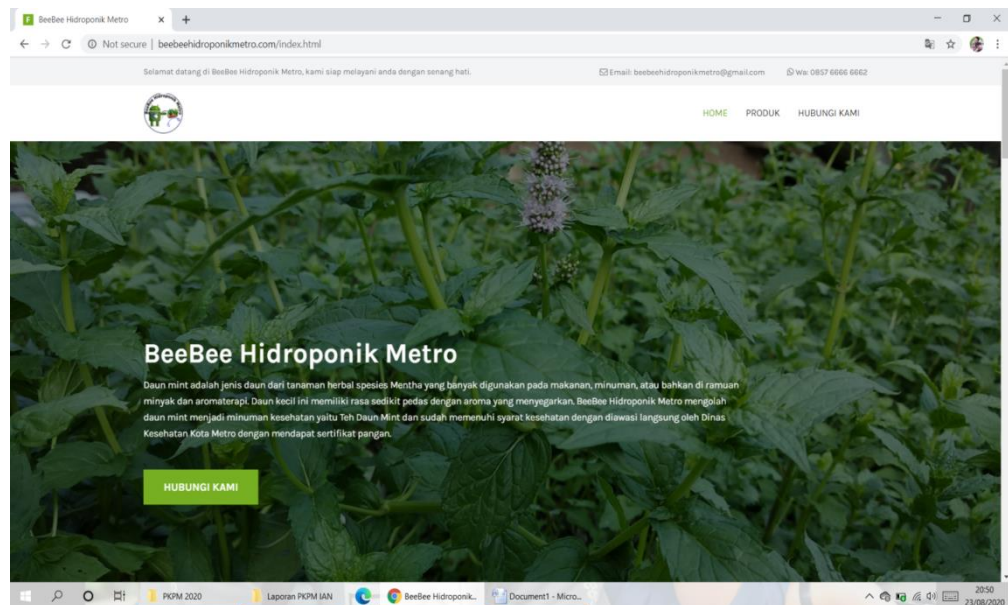 BeeBee Hidroponik Metro
Not secure | beebeehidroponikmetro.com/index.html
Selamat datang di BeeBee Hidroponik Metro, kami siap melayani anda dengan senang hati.
Email: beebeehidroponikmetro@gmail.com
Wa: 0857 6666 6662
HOME PRODUK HUBUNGI KAMI
BeeBee Hidroponik Metro
Daun mint adalah jenis daun dari tanaman herbal spesies Mentha yang banyak digunakan pada makanan, minuman, atau bahkan di ramuan
minyak dan aromaterapi. Daun kecil ini memiliki rasa sedikit pedas dengan aroma yang menyegarkan. BeeBee Hidroponik Metro mengolah
daun mint menjadi minuman kesehatan yaitu Teh Daun Mint dan sudah memenuhi syarat kesehatan dengan diawasi langsung oleh Dinas
Kesehatan Kota Metro dengan mendapat sertifikat pangan.
HUBUNGI KAMI
PKPM 2020
Laporan PKPM IAN
BeeBee Hidroponik...
Document1 - Micro...
20:50
23/08/2020